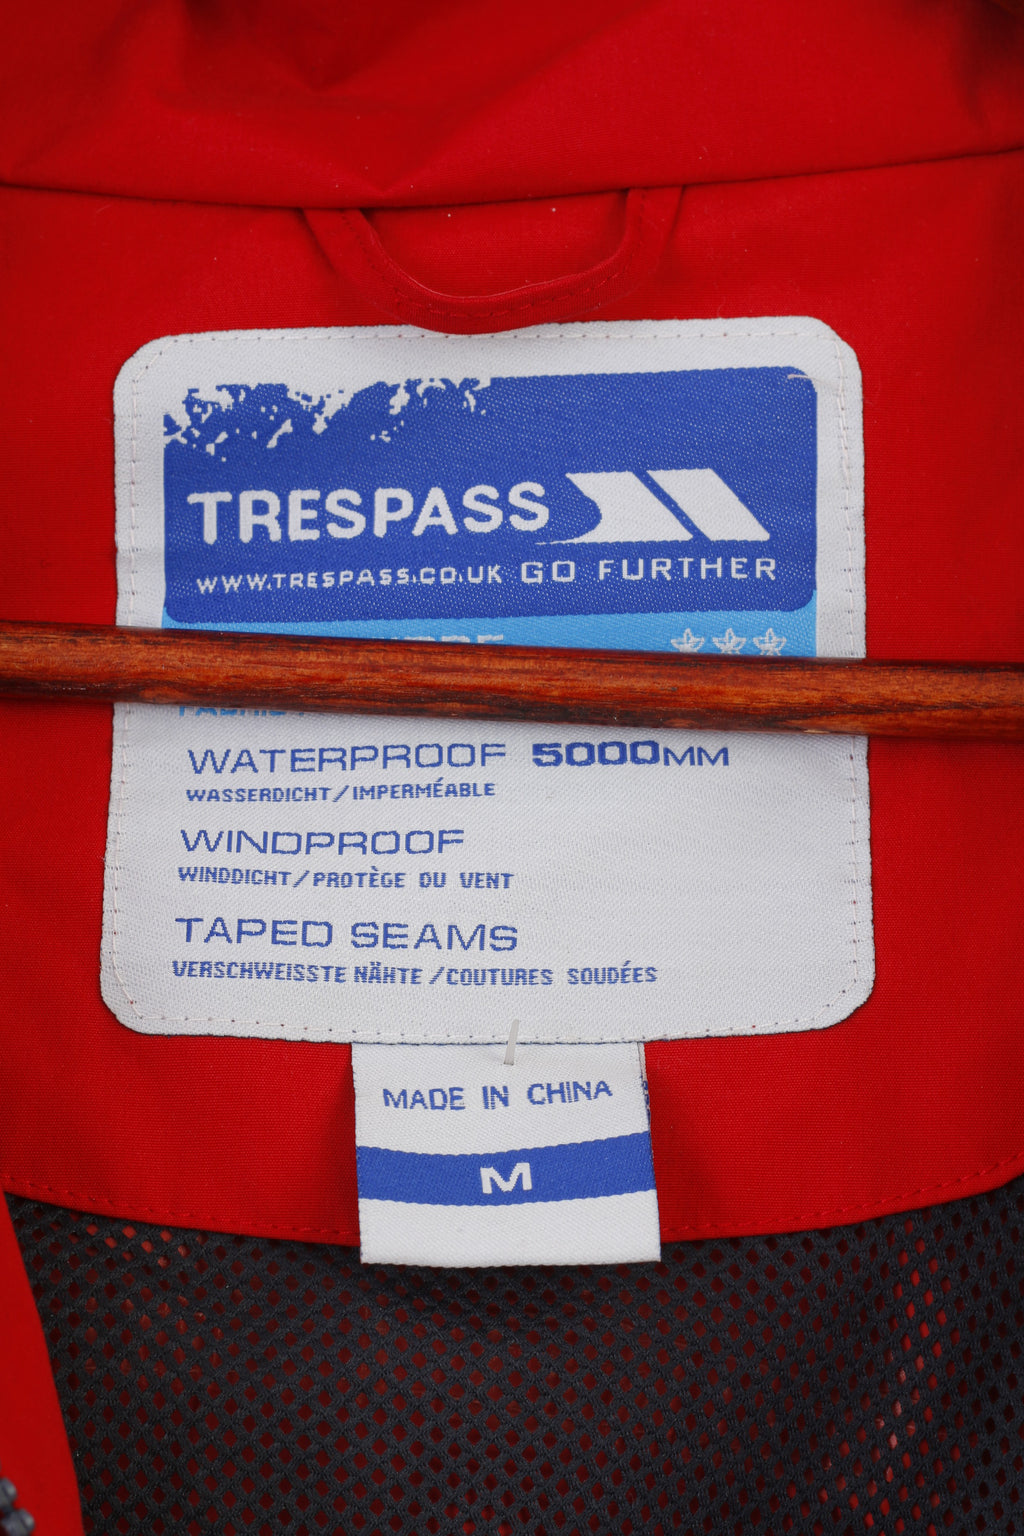 TRESPASS
WWW.TRESPASS.CO.UK GO FURTHER
WATERPROOF 5000MM
WASSERDICHT/IMPERMÉABLE
WINDPROOF
WINDDICHT/PROTÈGE DU VENT
TAPED SEAMS
VERSCHWEISSTE NÄHTE/COUTURES SOUDÉES
MADE IN CHINA
M